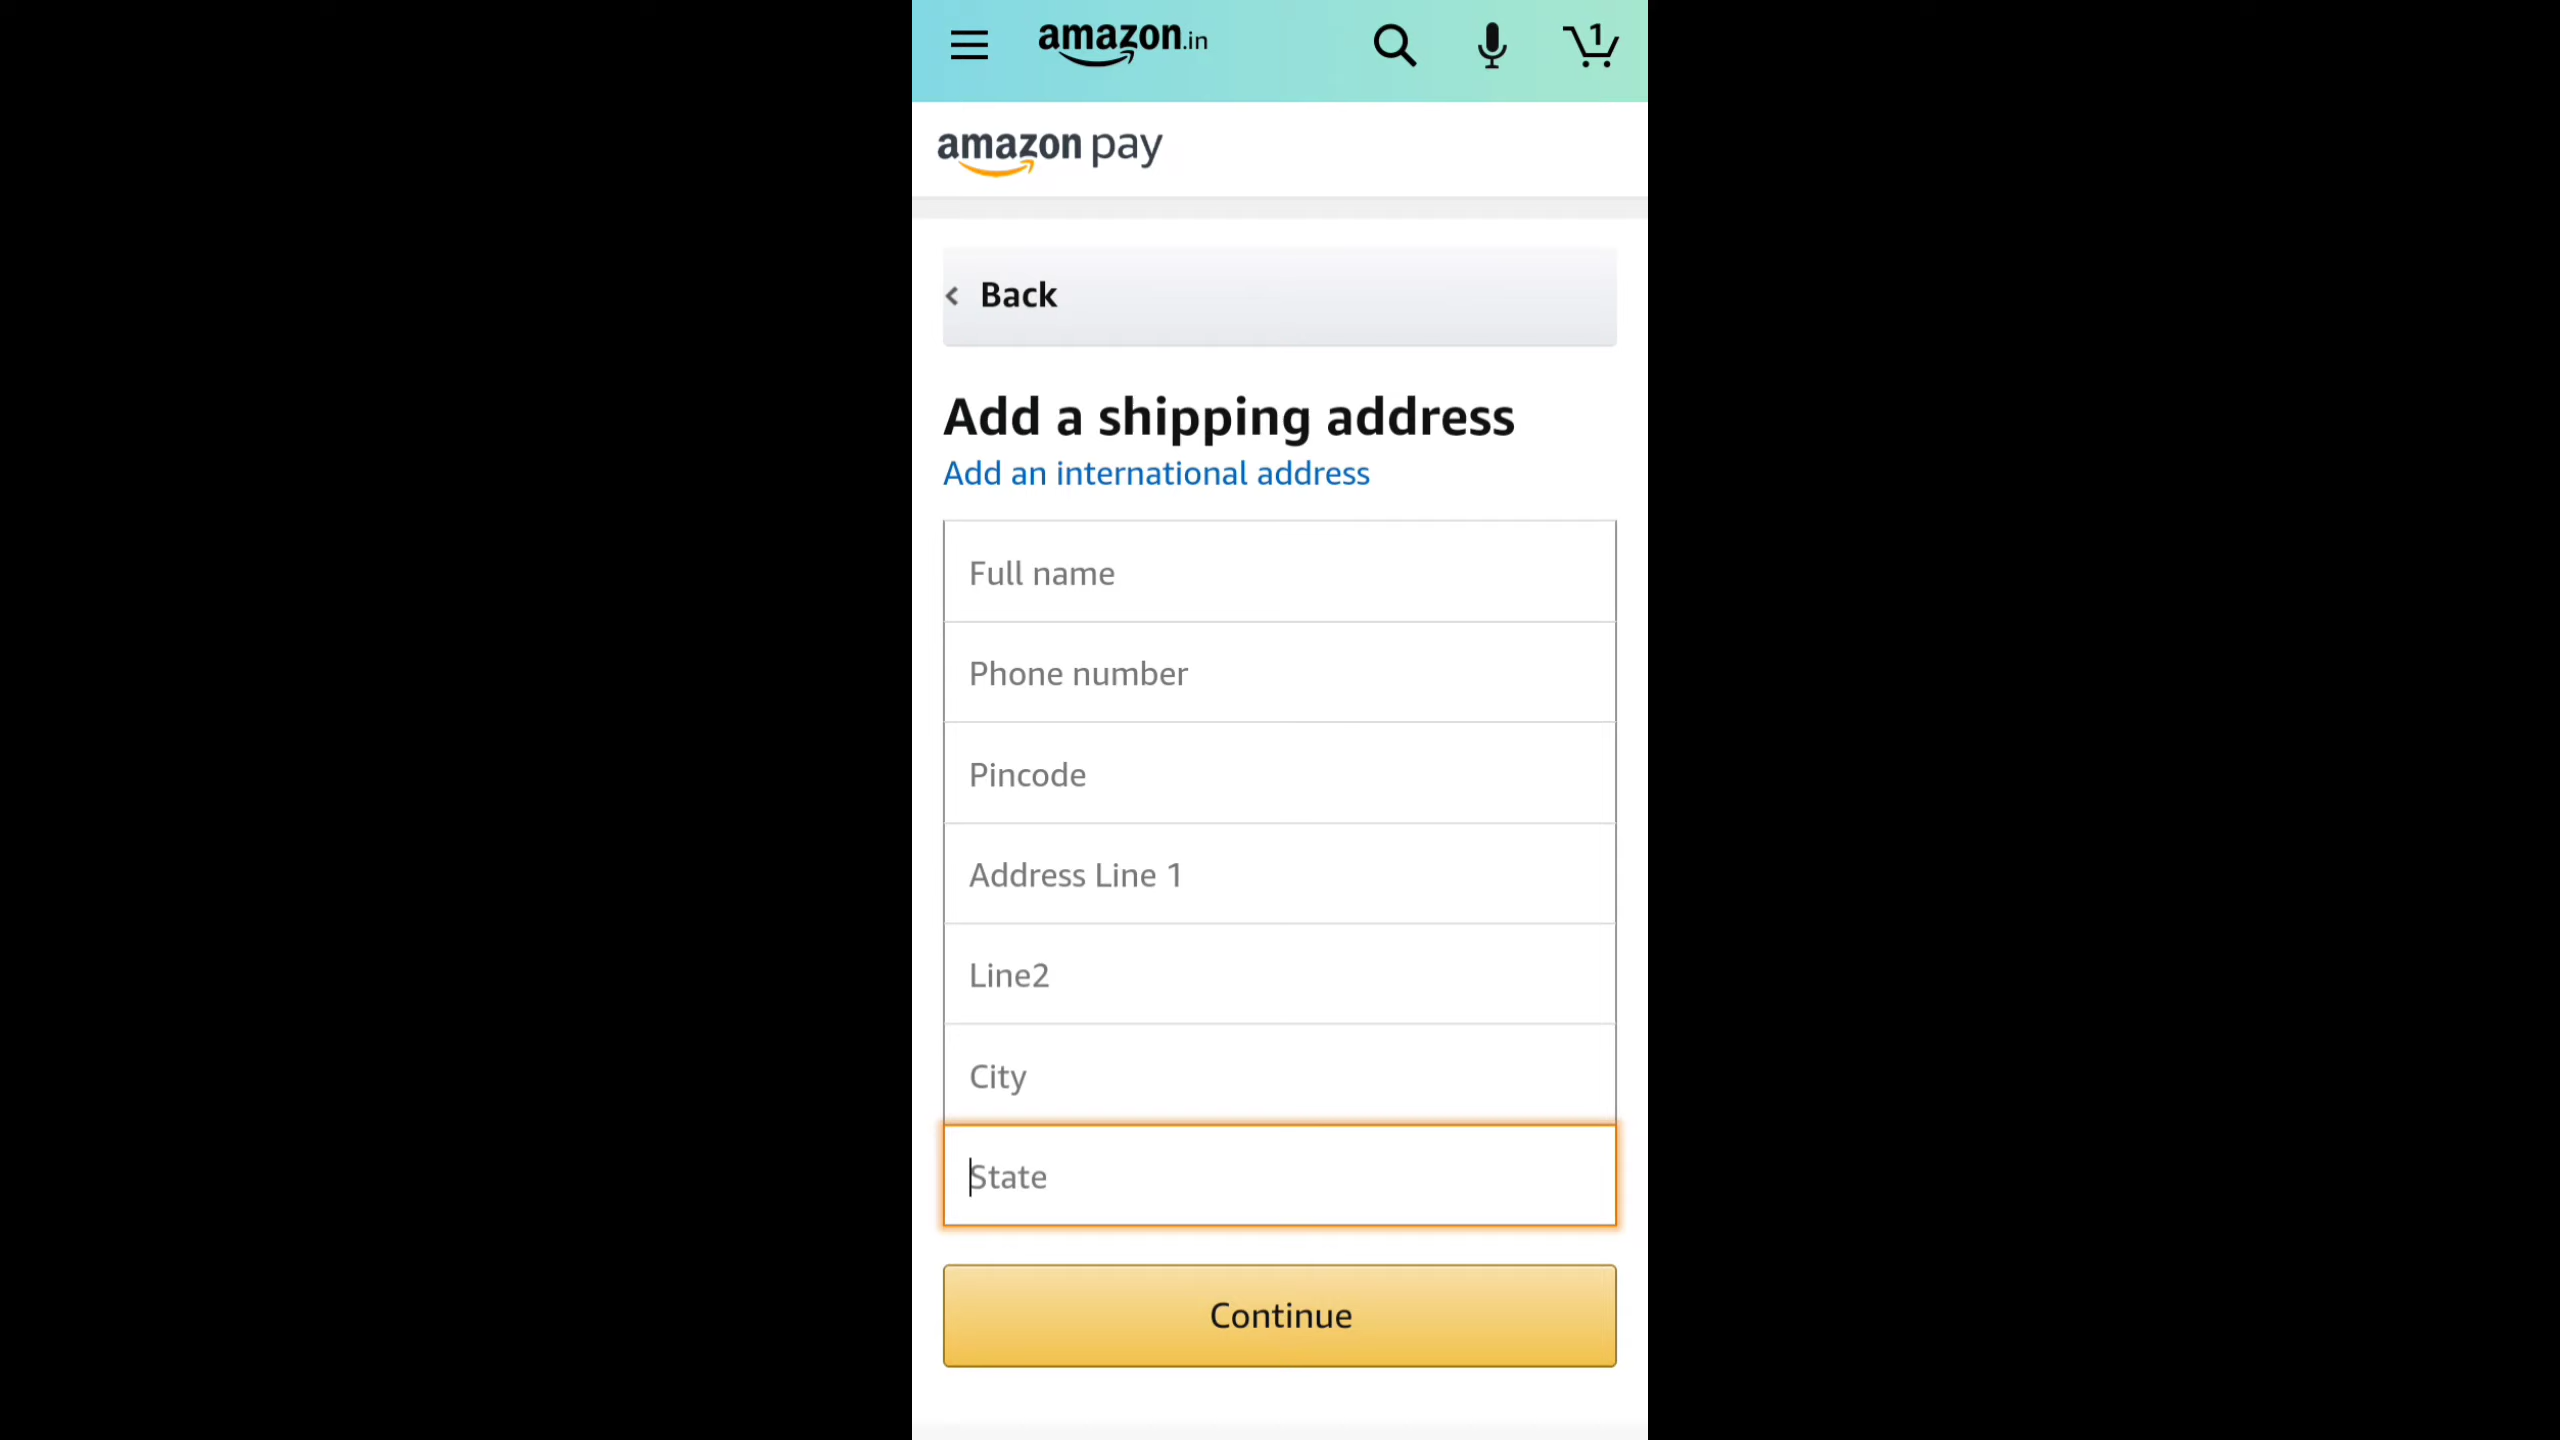 amazon.in
1
amazon pay
Back
Add a shipping address
Add an international address
Full name
Phone number
Pincode
Address Line 1
Line2
City
State
Continue